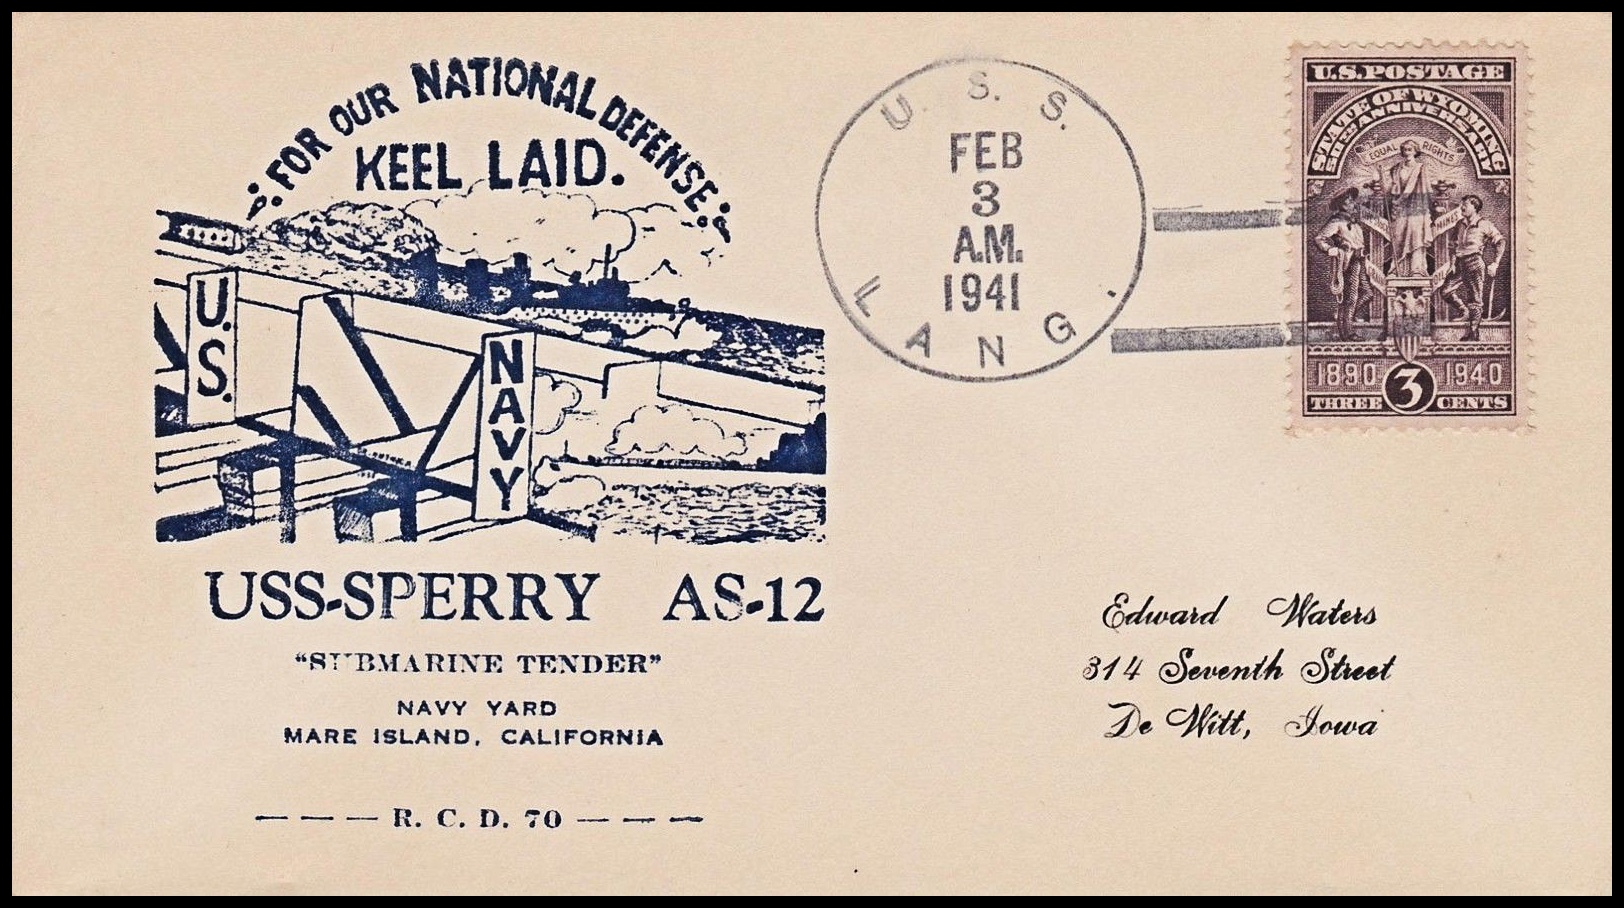 FOR OUR NATIONAL DEFENSE
KEEL LAID.
U.S.
NAVY
USS-SPERRY AS-12
"SUBMARINE TENDER"
NAVY YARD
MARE ISLAND, CALIFORNIA
— — — R. C. D. 70 — — —
U. S. S.
FEB
3
A.M.
1941
LANG.
U.S. POSTAGE
STATE OF WYOMING
50TH ANNIVERSARY
EQUAL RIGHTS
1890 3 1940
THREE CENTS
Edward Waters
314 Seventh Street
De Witt, Iowa